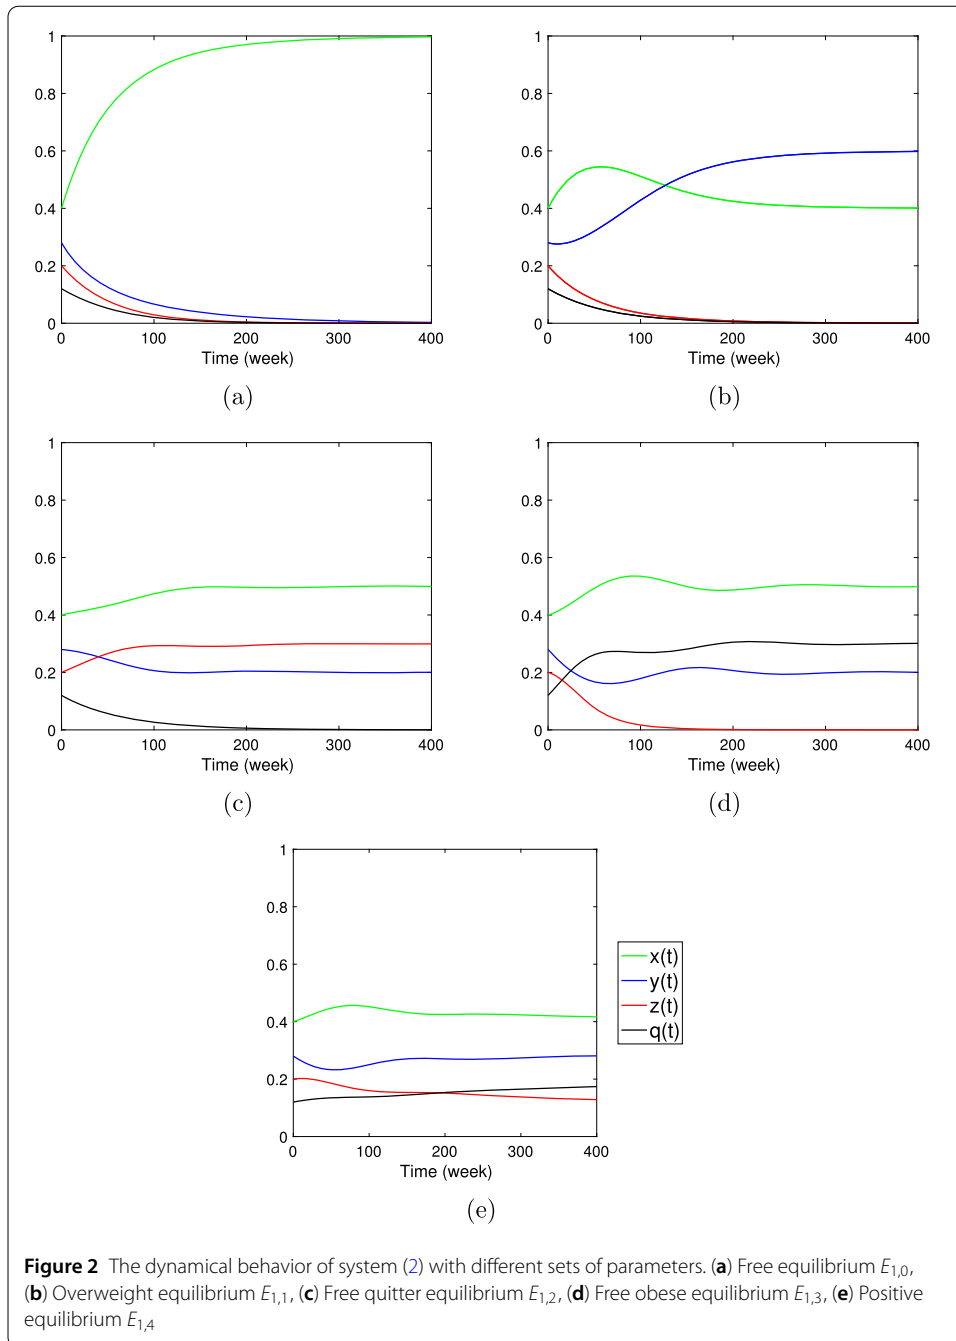 1
0.8
0.6
0.4
0.2
0
0 100 200 300 400
Time (week)
(a)
1
0.8
0.6
0.4
0.2
0
0 100 200 300 400
Time (week)
(b)
1
0.8
0.6
0.4
0.2
0
0 100 200 300 400
Time (week)
(c)
1
0.8
0.6
0.4
0.2
0
0 100 200 300 400
Time (week)
(d)
1
0.8
0.6
0.4
0.2
0
0 100 200 300 400
Time (week)
x(t)
y(t)
z(t)
q(t)
(e)
Figure 2 The dynamical behavior of system (2) with different sets of parameters. (a) Free equilibrium E1,0,
(b) Overweight equilibrium E1,1, (c) Free quitter equilibrium E1,2, (d) Free obese equilibrium E1,3, (e) Positive
equilibrium E1,4